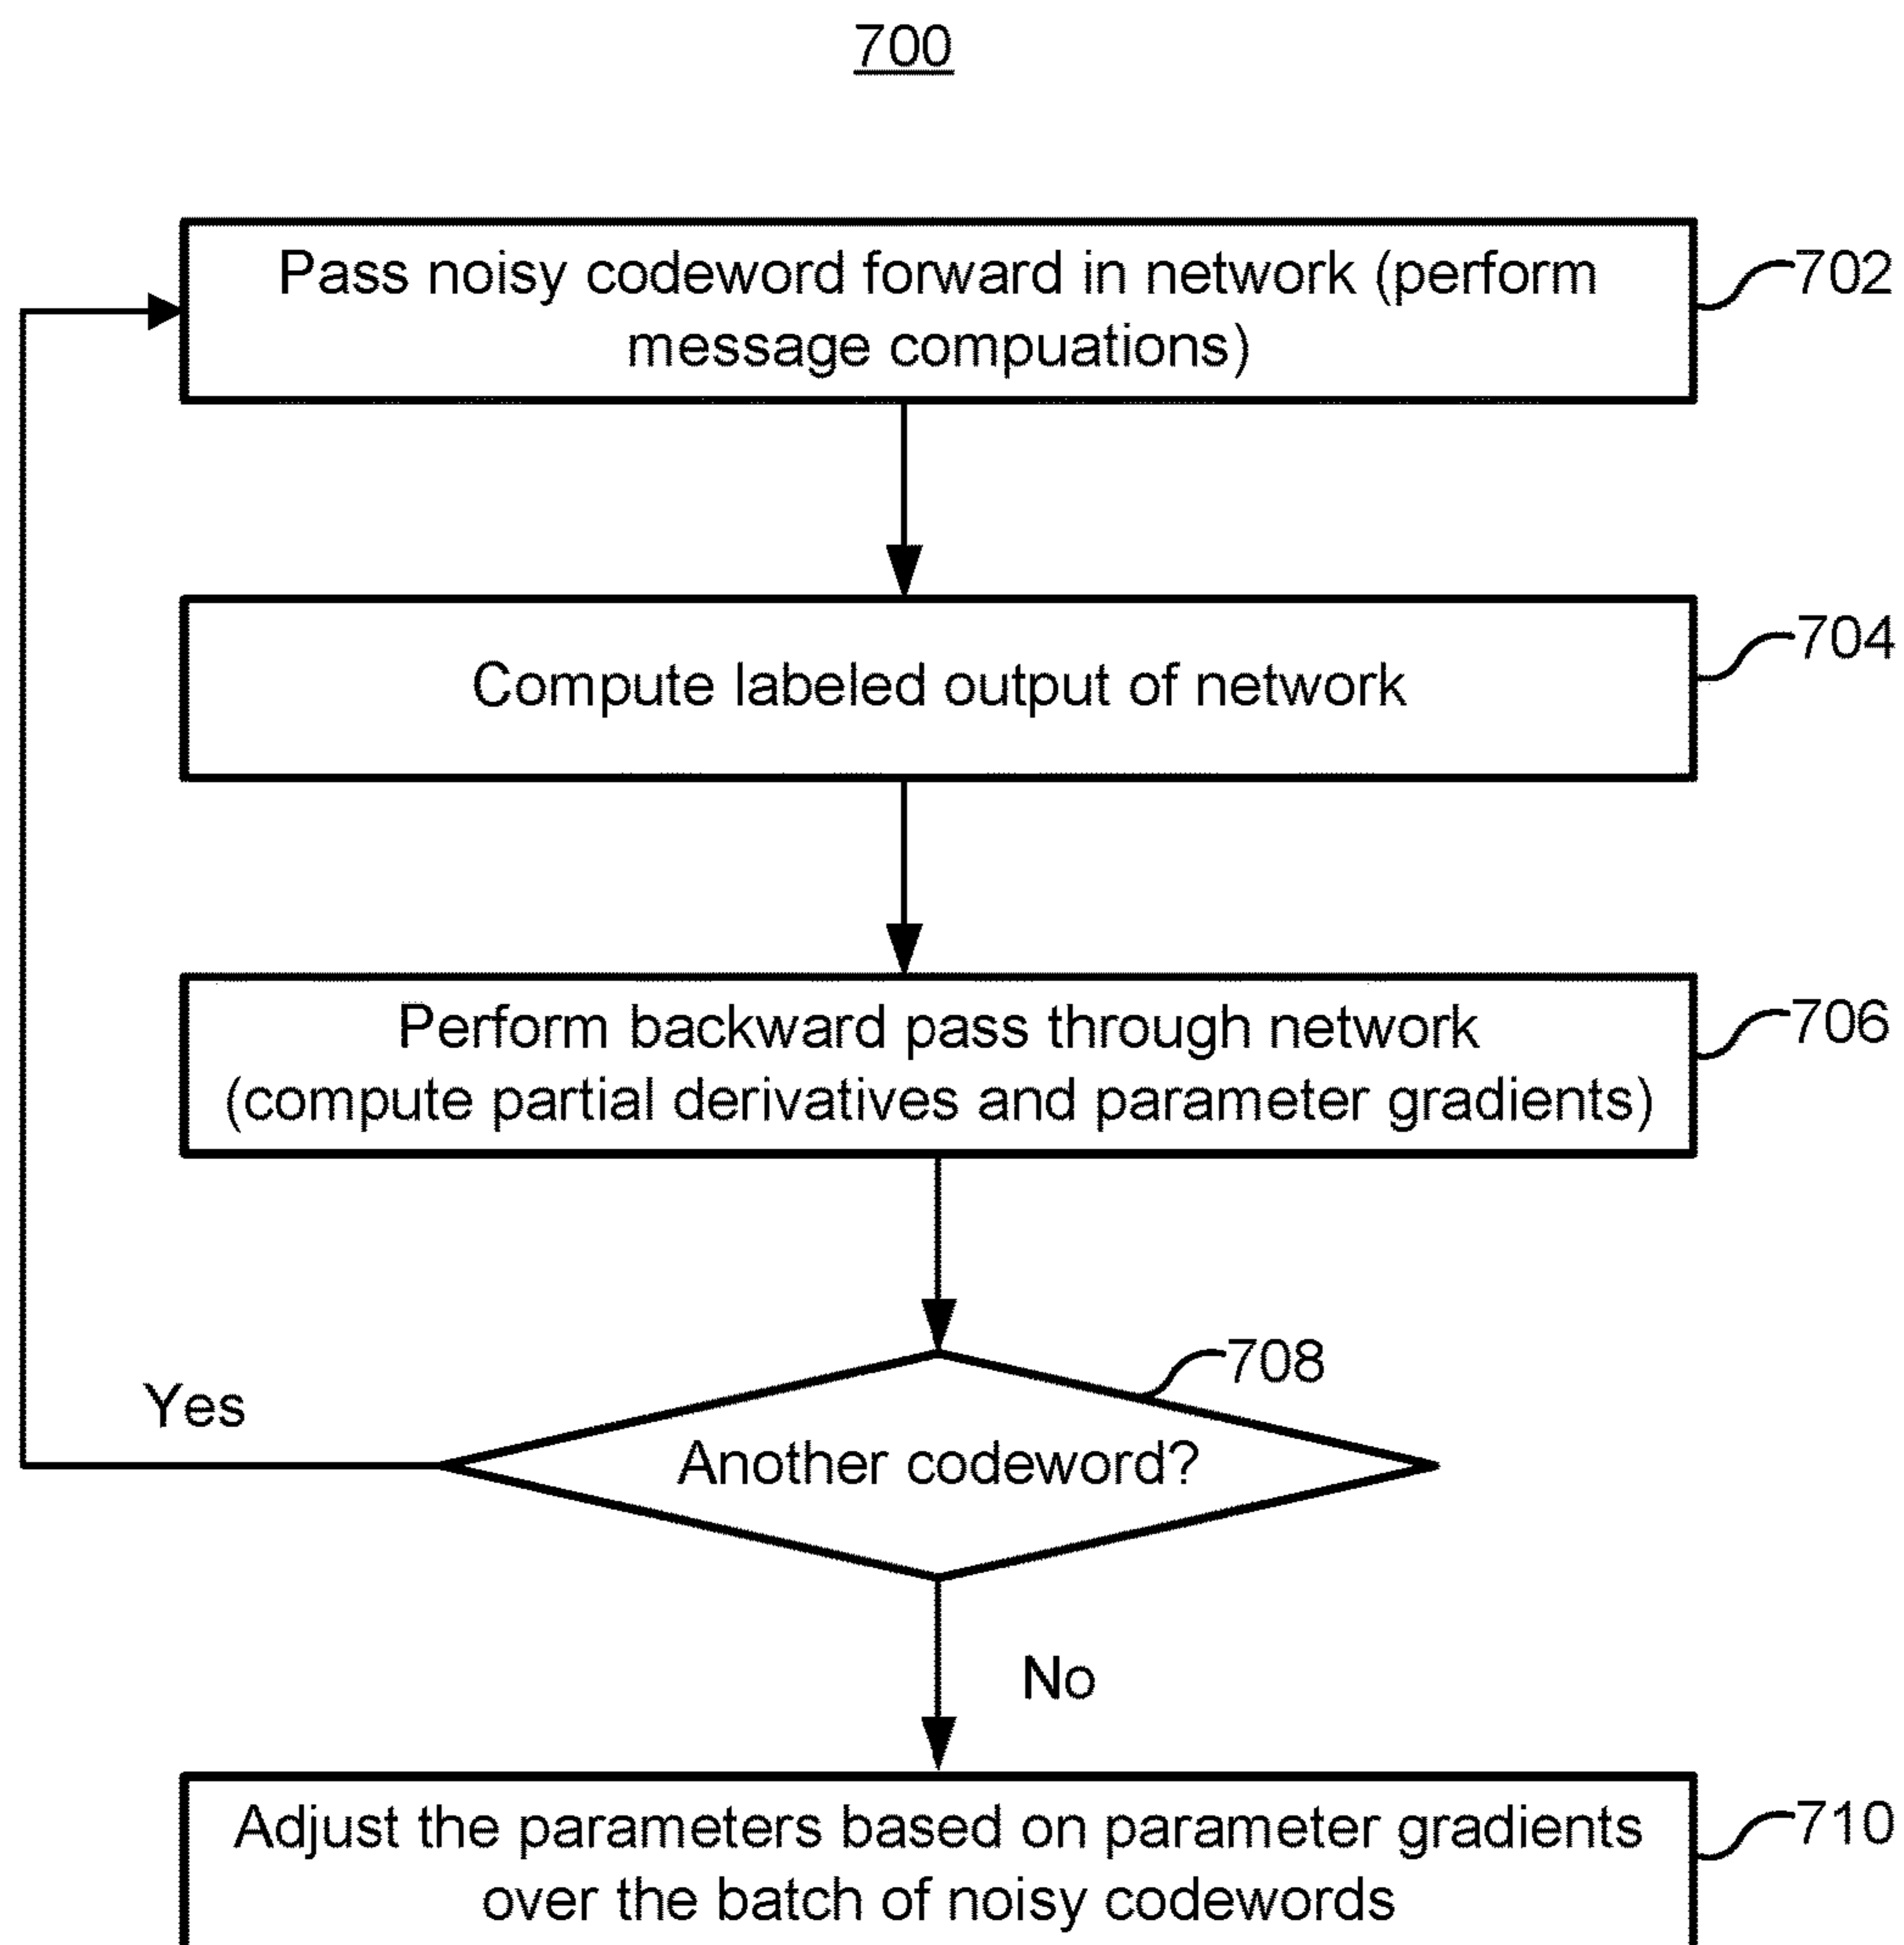 700
Pass noisy codeword forward in network (perform
message compuations)
702
Compute labeled output of network
704
Perform backward pass through network
(compute partial derivatives and parameter gradients)
706
708
Yes
Another codeword?
No
Adjust the parameters based on parameter gradients
over the batch of noisy codewords
710